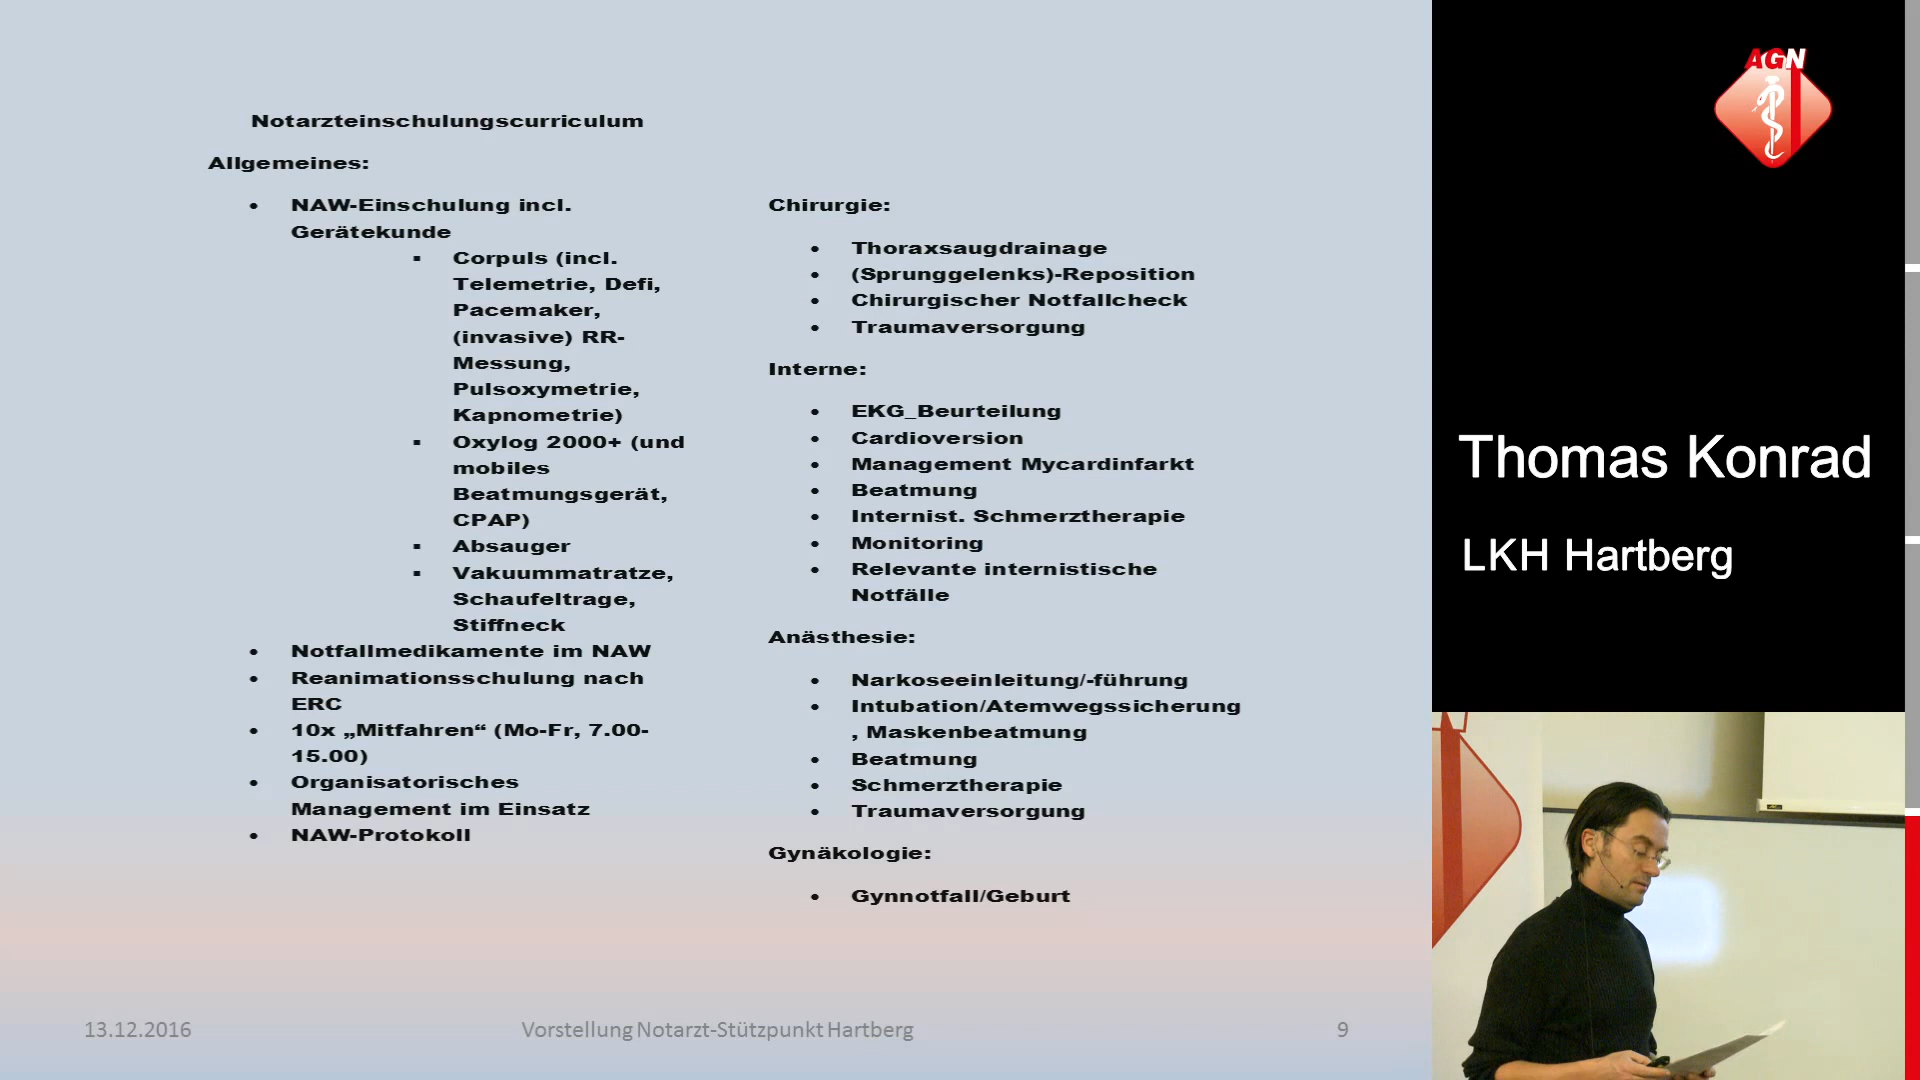 Notarzteinschulungscurriculum
Allgemeines:
• NAW-Einschulung incl.
Gerätekunde
▪ Corpuls (incl.
Telemetrie, Defi,
Pacemaker,
(invasive) RR-
Messung,
Pulsoxymetrie,
Kapnometrie)
▪ Oxylog 2000+ (und
mobiles
Beatmungsgerät,
CPAP)
▪ Absauger
▪ Vakuummatratze,
Schaufeltrage,
Stiffneck
• Notfallmedikamente im NAW
• Reanimationsschulung nach
ERC
• 10x „Mitfahren“ (Mo-Fr, 7.00-
15.00)
• Organisatorisches
Management im Einsatz
• NAW-Protokoll
Chirurgie:
• Thoraxsaugdrainage
• (Sprunggelenks)-Reposition
• Chirurgischer Notfallcheck
• Traumaversorgung
Interne:
• EKG_Beurteilung
• Cardioversion
• Management Mycardinfarkt
• Beatmung
• Internist. Schmerztherapie
• Monitoring
• Relevante internistische
Notfälle
Anästhesie:
• Narkoseeinleitung/-führung
• Intubation/Atemwegssicherung
, Maskenbeatmung
• Beatmung
• Schmerztherapie
• Traumaversorgung
Gynäkologie:
• Gynnotfall/Geburt
13.12.2016
Vorstellung Notarzt-Stützpunkt Hartberg
9
AGN
Thomas Konrad
LKH Hartberg